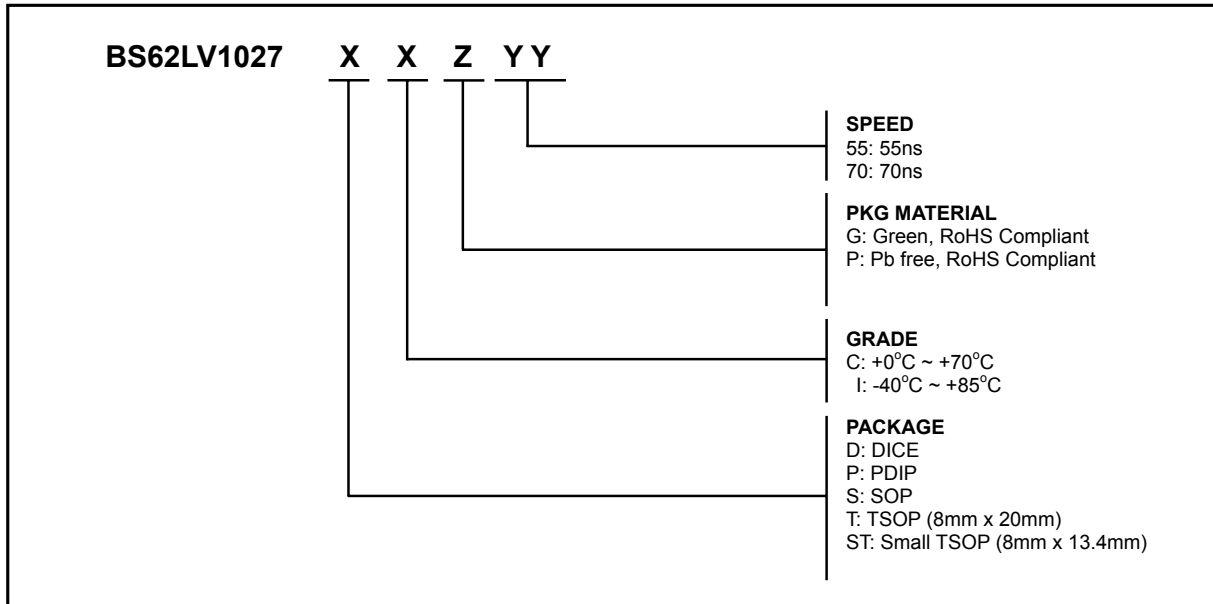 BS62LV1027 X X Z Y Y
SPEED
55: 55ns
70: 70ns
PKG MATERIAL
G: Green, RoHS Compliant
P: Pb free, RoHS Compliant
GRADE
C: +0°C ~ +70°C
I: -40°C ~ +85°C
PACKAGE
D: DICE
P: PDIP
S: SOP
T: TSOP (8mm x 20mm)
ST: Small TSOP (8mm x 13.4mm)